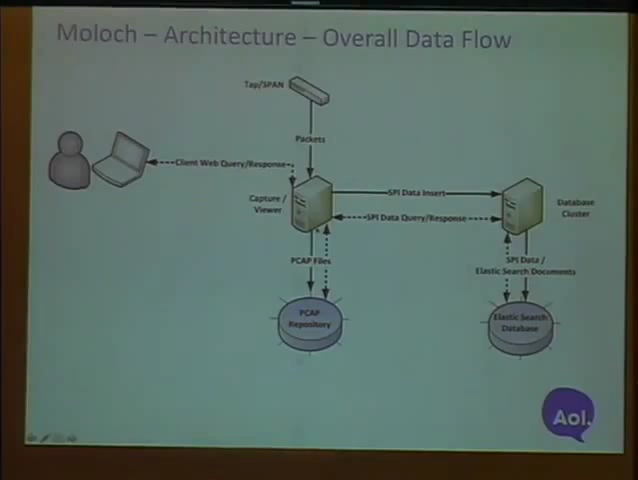 Moloch – Architecture – Overall Data Flow
Tap/SPAN
Packets
Client Web Query/Response
Capture /
Viewer
SPI Data Insert
SPI Data Query/Response
Database
Cluster
PCAP Files
SPI Data /
Elastic Search Documents
PCAP
Repository
Elastic Search
Database
Aol.